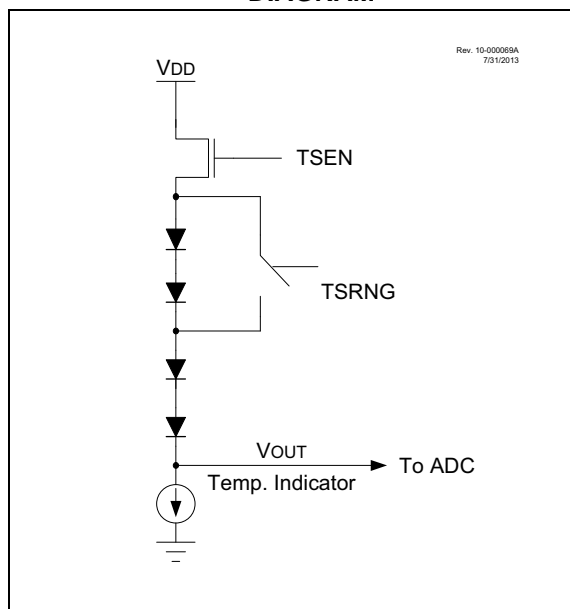 DIAGRAM
Rev. 10-000069A
7/31/2013
VDD
TSEN
TSRNG
VOUT
To ADC
Temp. Indicator